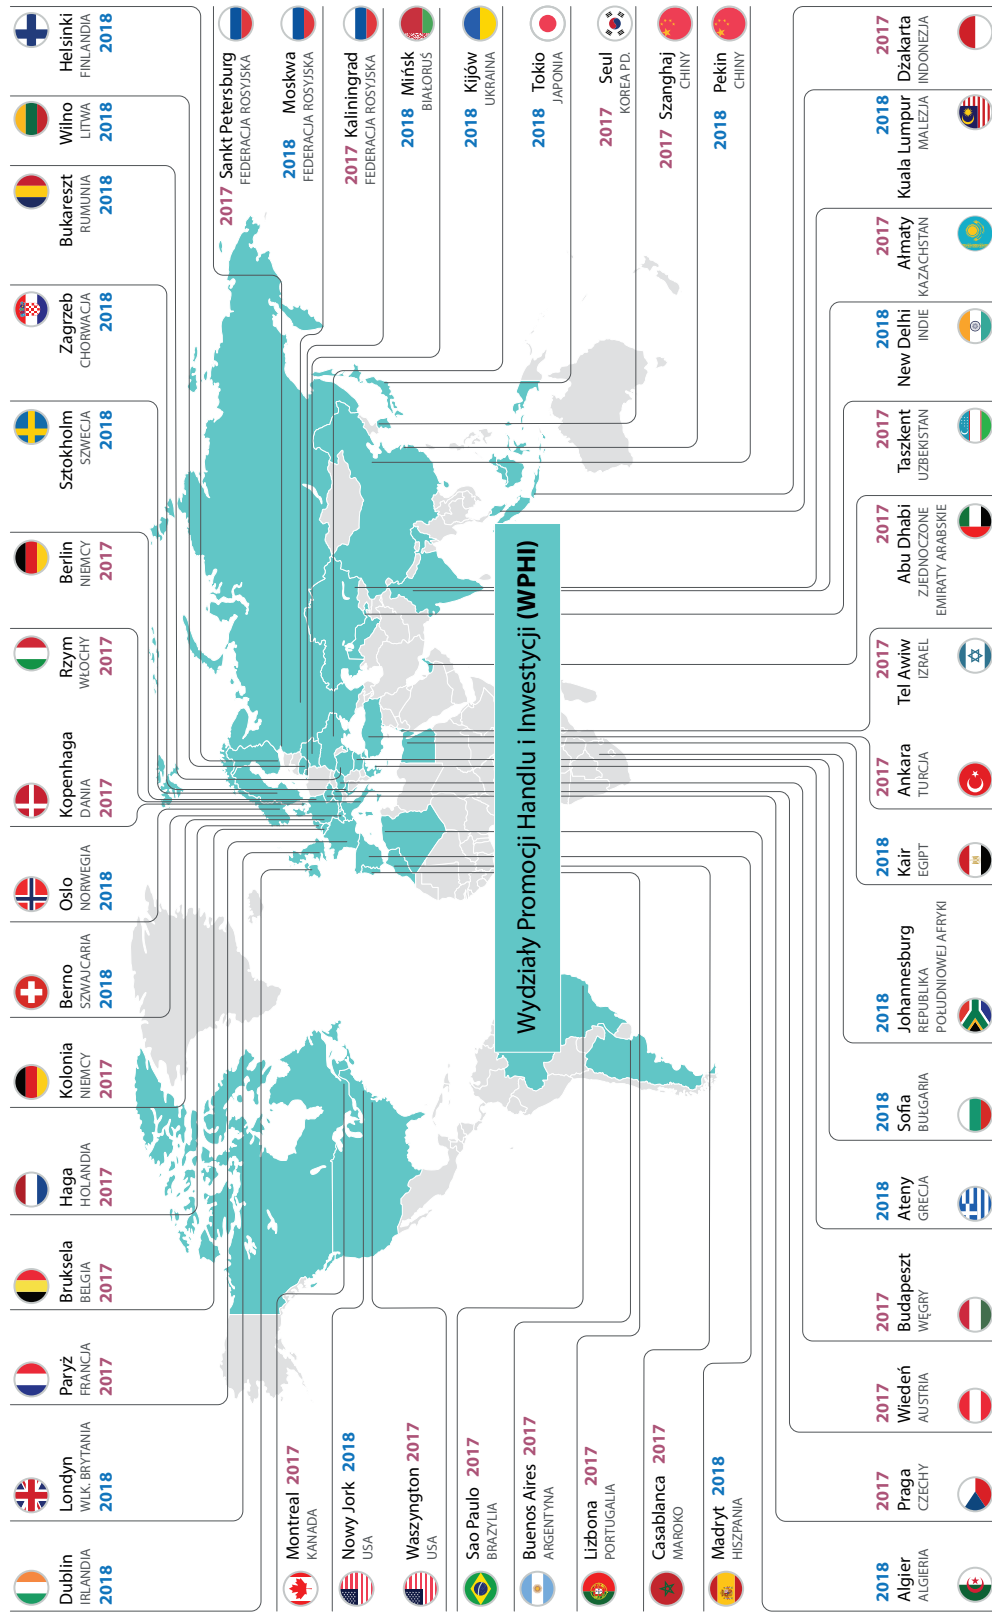 Dublin
IRLANDIA
2018
Londyn
WLK. BRYTANIA
2018
Paryż
FRANCJA
2017
Bruksela
BELGIA
2017
Haga
HOLANDIA
2017
Kolonia
NIEMCY
2017
Berno
SZWAJCARIA
2018
Oslo
NORWEGIA
2018
Kopenhaga
DANIA
2017
Rzym
WŁOCHY
2017
Berlin
NIEMCY
2017
Sztokholm
SZWECJA
2018
Zagrzeb
CHORWACJA
2018
Bukareszt
RUMUNIA
2018
Wilno
LITWA
2018
Helsinki
FINLANDIA
2018
Montreal 2017
KANADA
Nowy Jork 2018
USA
Waszyngton 2017
USA
Sao Paulo 2017
BRAZYLIA
Buenos Aires 2017
ARGENTYNA
Lizbona 2017
PORTUGALIA
Casablanca 2017
MAROKO
Madryt 2018
HISZPANIA
Wydziały Promocji Handlu i Inwestycji (WPHI)
2017 Sankt Petersburg
FEDERACJA ROSYJSKA
2018 Moskwa
FEDERACJA ROSYJSKA
2017 Kaliningrad
FEDERACJA ROSYJSKA
2018 Mińsk
BIAŁORUŚ
2018 Kijów
UKRAINA
2018 Tokio
JAPONIA
2017 Seul
KOREA PD.
2017 Szanghaj
CHINY
2018 Pekin
CHINY
2018
Algier
ALGIERIA
2017
Praga
CZECHY
2017
Wiedeń
AUSTRIA
2017
Budapeszt
WĘGRY
2018
Ateny
GRECJA
2018
Sofia
BUŁGARIA
2018
Johannesburg
REPUBLIKA
POŁUDNIOWEJ AFRYKI
2018
Kair
EGIPT
2017
Ankara
TURCJA
2017
Tel Awiw
IZRAEL
2017
Abu Dhabi
ZJEDNOCZONE
EMIRATY ARABSKIE
2017
Taszkent
UZBEKISTAN
2018
New Delhi
INDIE
2017
Ałmaty
KAZACHSTAN
2018
Kuala Lumpur
MALEZJA
2017
Dżakarta
INDONEZJA